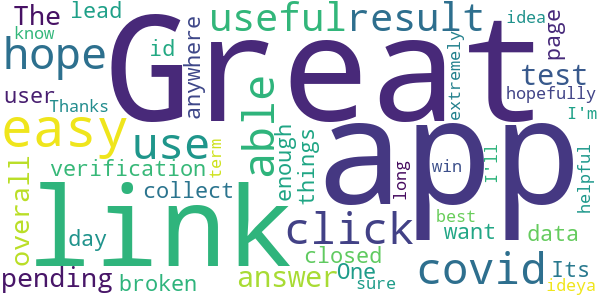 The lead
know
hope
id
user
Thanks
easy
use
Great
anywhere
useful
result
extremely
idea
page
test
hopefully
I'm
app
able
enough
things
verification
term
collect
overall
link
day
click
long
win
I'll
helpful
best
want
data
pending
broken
answer
closed
One
sure
covid
Its
ideya